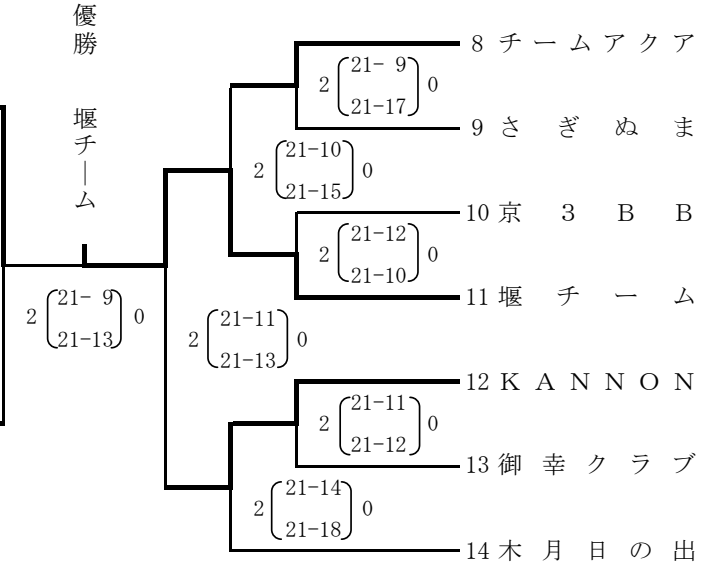 優勝 堰チーム
8 チームアクア
2 21- 9 0
21-17
9 さぎぬま
2 21-10 0
21-15
10 京3BB
2 21-12 0
21-10
11 堰チーム
2 21- 9 0
21-13
2 21-11 0
21-13
12 KANNON
2 21-11 0
21-12
13 御幸クラブ
2 21-14 0
21-18
14 木月日の出